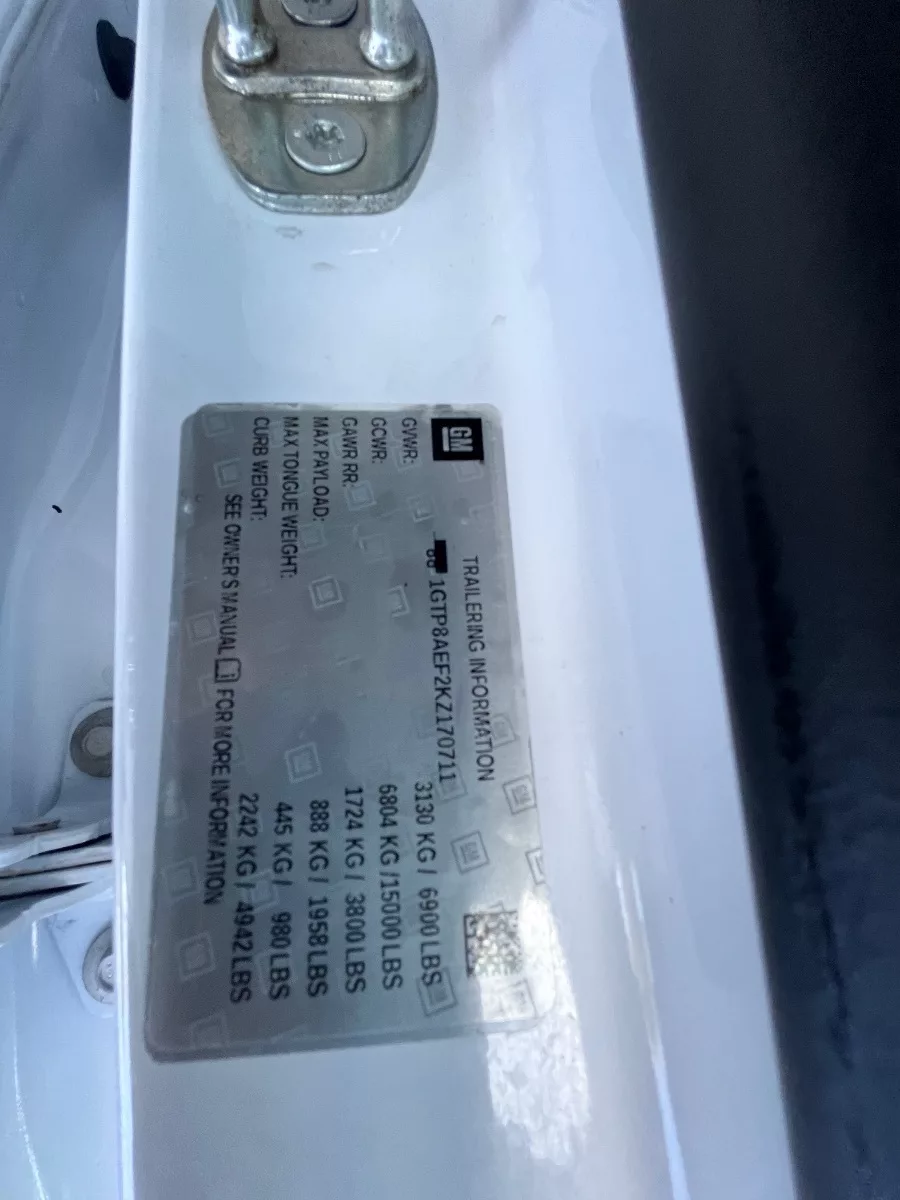 GM
TRAILERING INFORMATION
1GTP8AEF2KZ170711
GVWR: 3130 KG / 6900 LBS
GCWR: 6804 KG /15000 LBS
GAWR RR: 1724 KG / 3800 LBS
MAX PAYLOAD: 888 KG / 1958 LBS
MAX TONGUE WEIGHT: 445 KG / 980 LBS
CURB WEIGHT: 2242 KG / 4942 LBS
SEE OWNER'S MANUAL FOR MORE INFORMATION